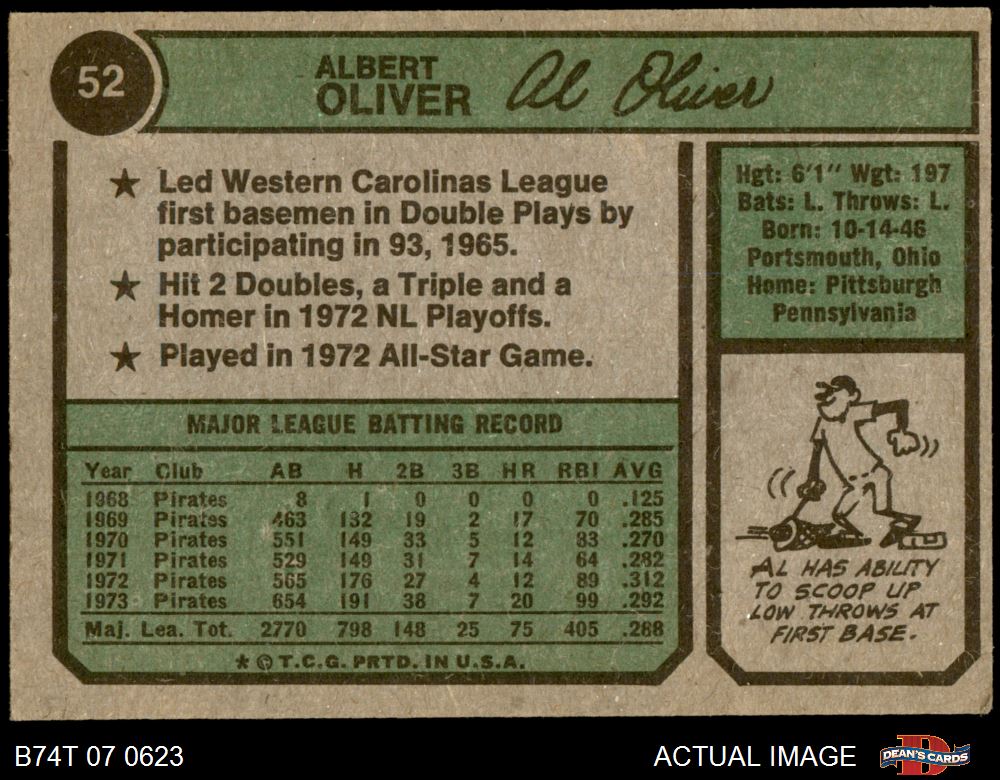 52
ALBERT
OLIVER
Al Oliver
★ Led Western Carolinas League
first basemen in Double Plays by
participating in 93, 1965.
★ Hit 2 Doubles, a Triple and a
Homer in 1972 NL Playoffs.
★ Played in 1972 All-Star Game.
Hgt: 6'1" Wgt: 197
Bats: L. Throws: L.
Born: 10-14-46
Portsmouth, Ohio
Home: Pittsburgh
Pennsylvania
MAJOR LEAGUE BATTING RECORD
Year Club AB H 2B 3B HR RBI AVG
1968 Pirates 8 1 0 0 0 0 .125
1969 Pirates 463 132 19 2 17 70 .285
1970 Pirates 551 149 33 5 12 83 .270
1971 Pirates 529 149 31 7 14 64 .282
1972 Pirates 565 176 27 4 12 89 .312
1973 Pirates 654 191 38 7 20 99 .292
Maj. Lea. Tot. 2770 798 148 25 75 405 .288
* © T.C.G. PRTD. IN U.S.A.
AL HAS ABILITY
TO SCOOP UP
LOW THROWS AT
FIRST BASE.
B74T 07 0623
ACTUAL IMAGE
DEAN'S CARDS